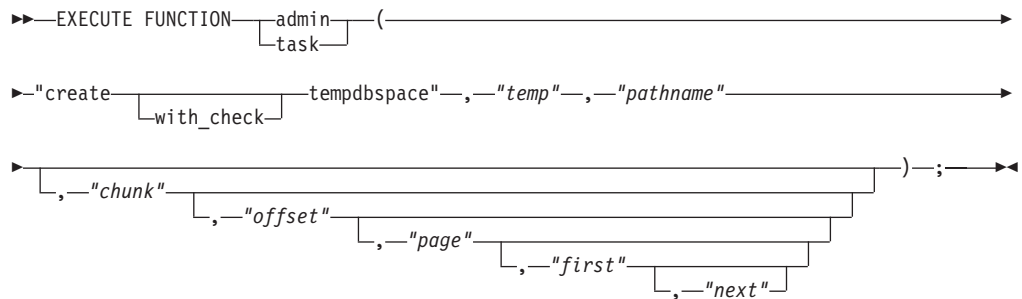 EXECUTE FUNCTION admin (
task
"create tempdbspace" , "temp" , "pathname"
with_check
) ;
, "chunk"
, "offset"
, "page"
, "first"
, "next"